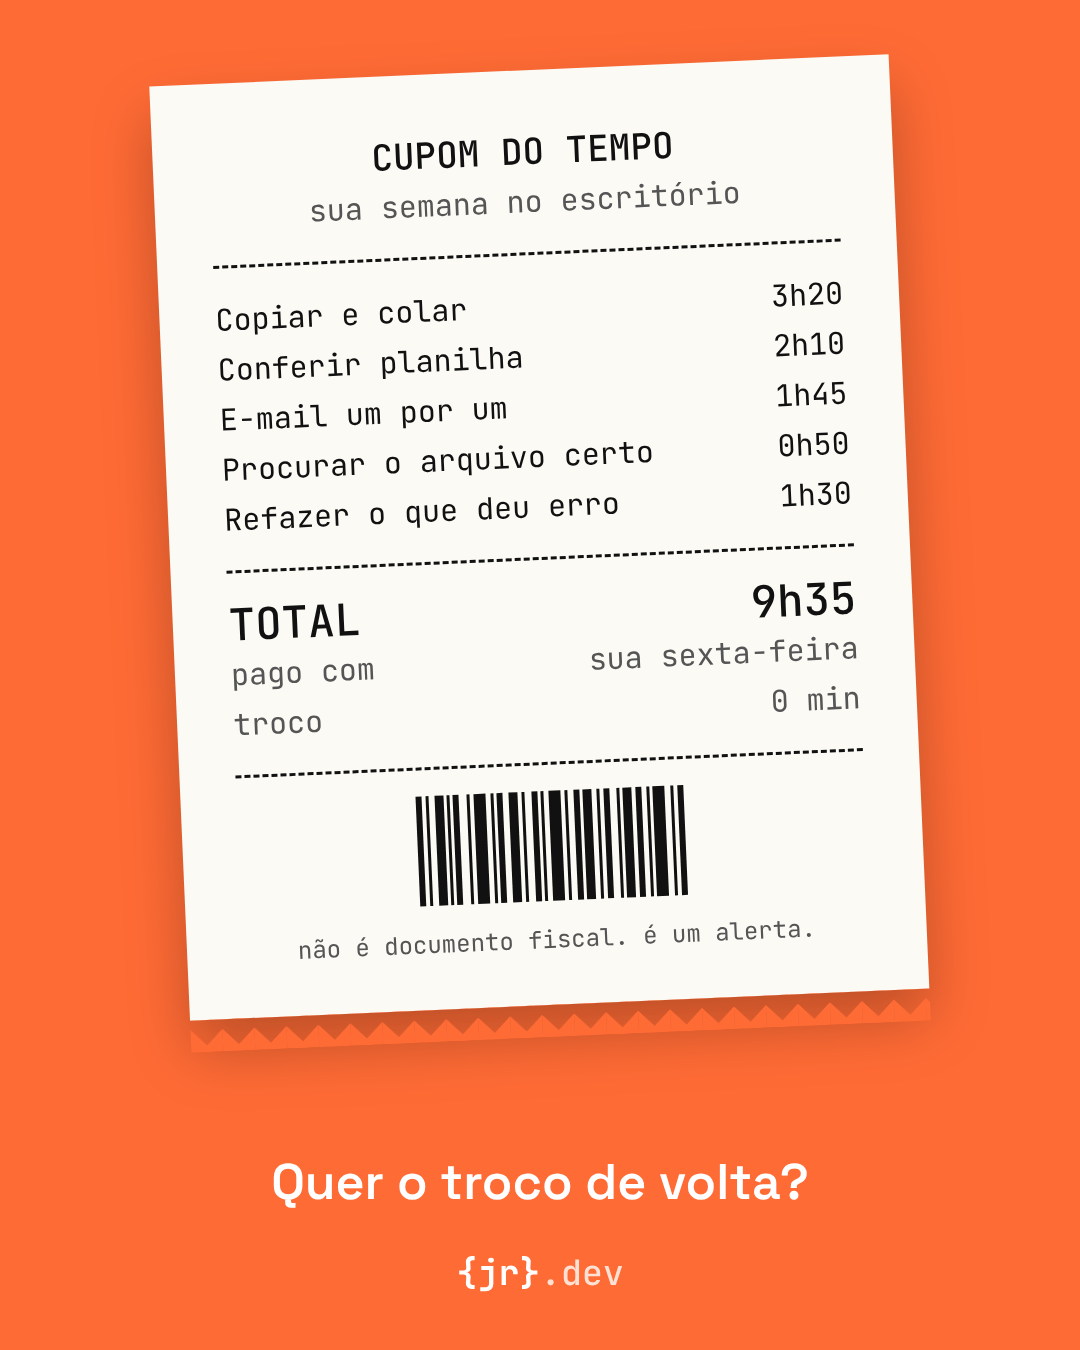 CUPOM DO TEMPO
sua semana no escritório
Copiar e colar 3h20
Conferir planilha 2h10
E-mail um por um 1h45
Procurar o arquivo certo 0h50
Refazer o que deu erro 1h30
TOTAL 9h35
pago com sua sexta-feira
troco 0 min
não é documento fiscal. é um alerta.
Quer o troco de volta?
{jr}.dev